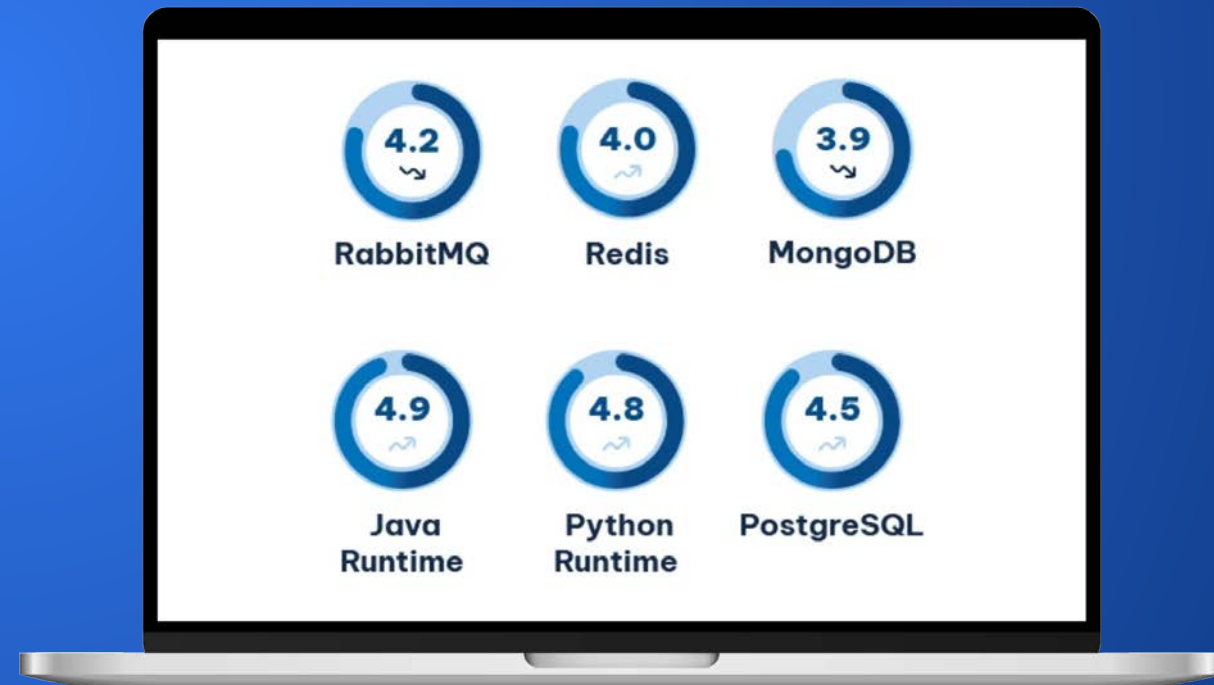 4.2
4.0
3.9
RabbitMQ
Redis
MongoDB
4.9
4.8
4.5
Java
Runtime
Python
Runtime
PostgreSQL